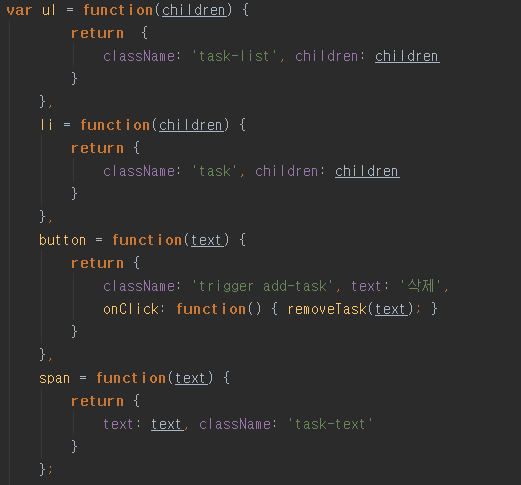 var ul = function(children) {
return {
className: 'task-list', children: children
}
},
li = function(children) {
return {
className: 'task', children: children
}
},
button = function(text) {
return {
className: 'trigger add-task', text: '삭제',
onClick: function() { removeTask(text); }
}
},
span = function(text) {
return {
text: text, className: 'task-text'
}
};